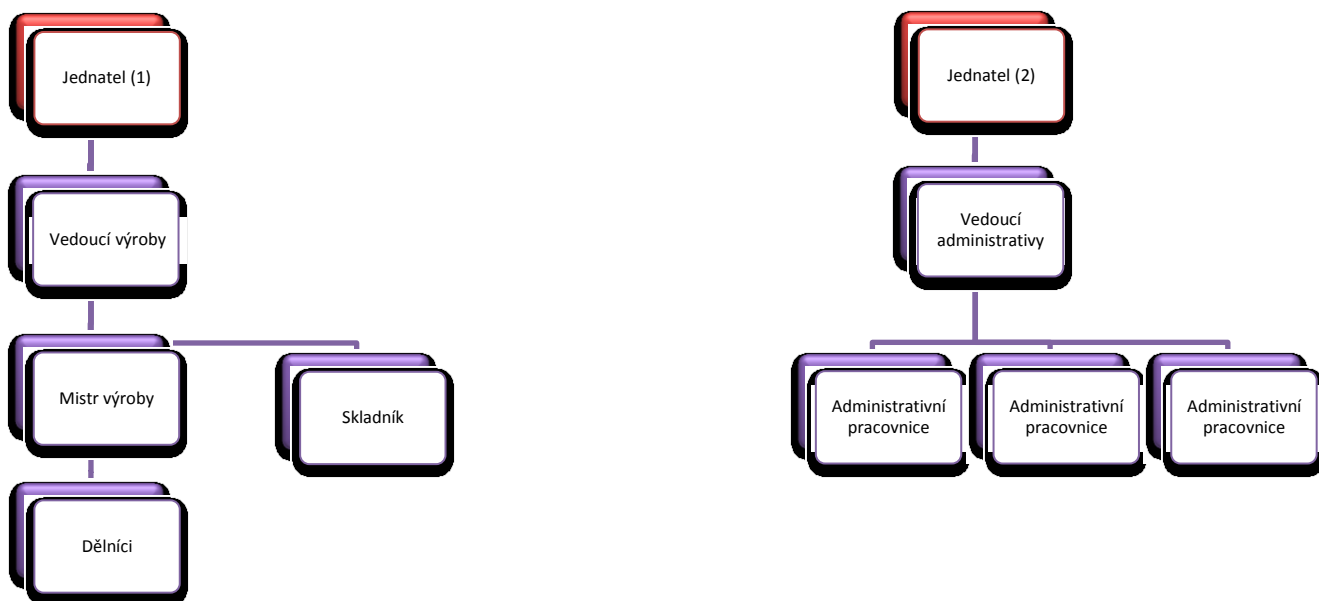 Jednatel (1)
Jednatel (2)
Vedoucí výroby
Vedoucí
administrativy
Mistr výroby
Skladník
Administrativní
pracovnice
Administrativní
pracovnice
Administrativní
pracovnice
Dělníci